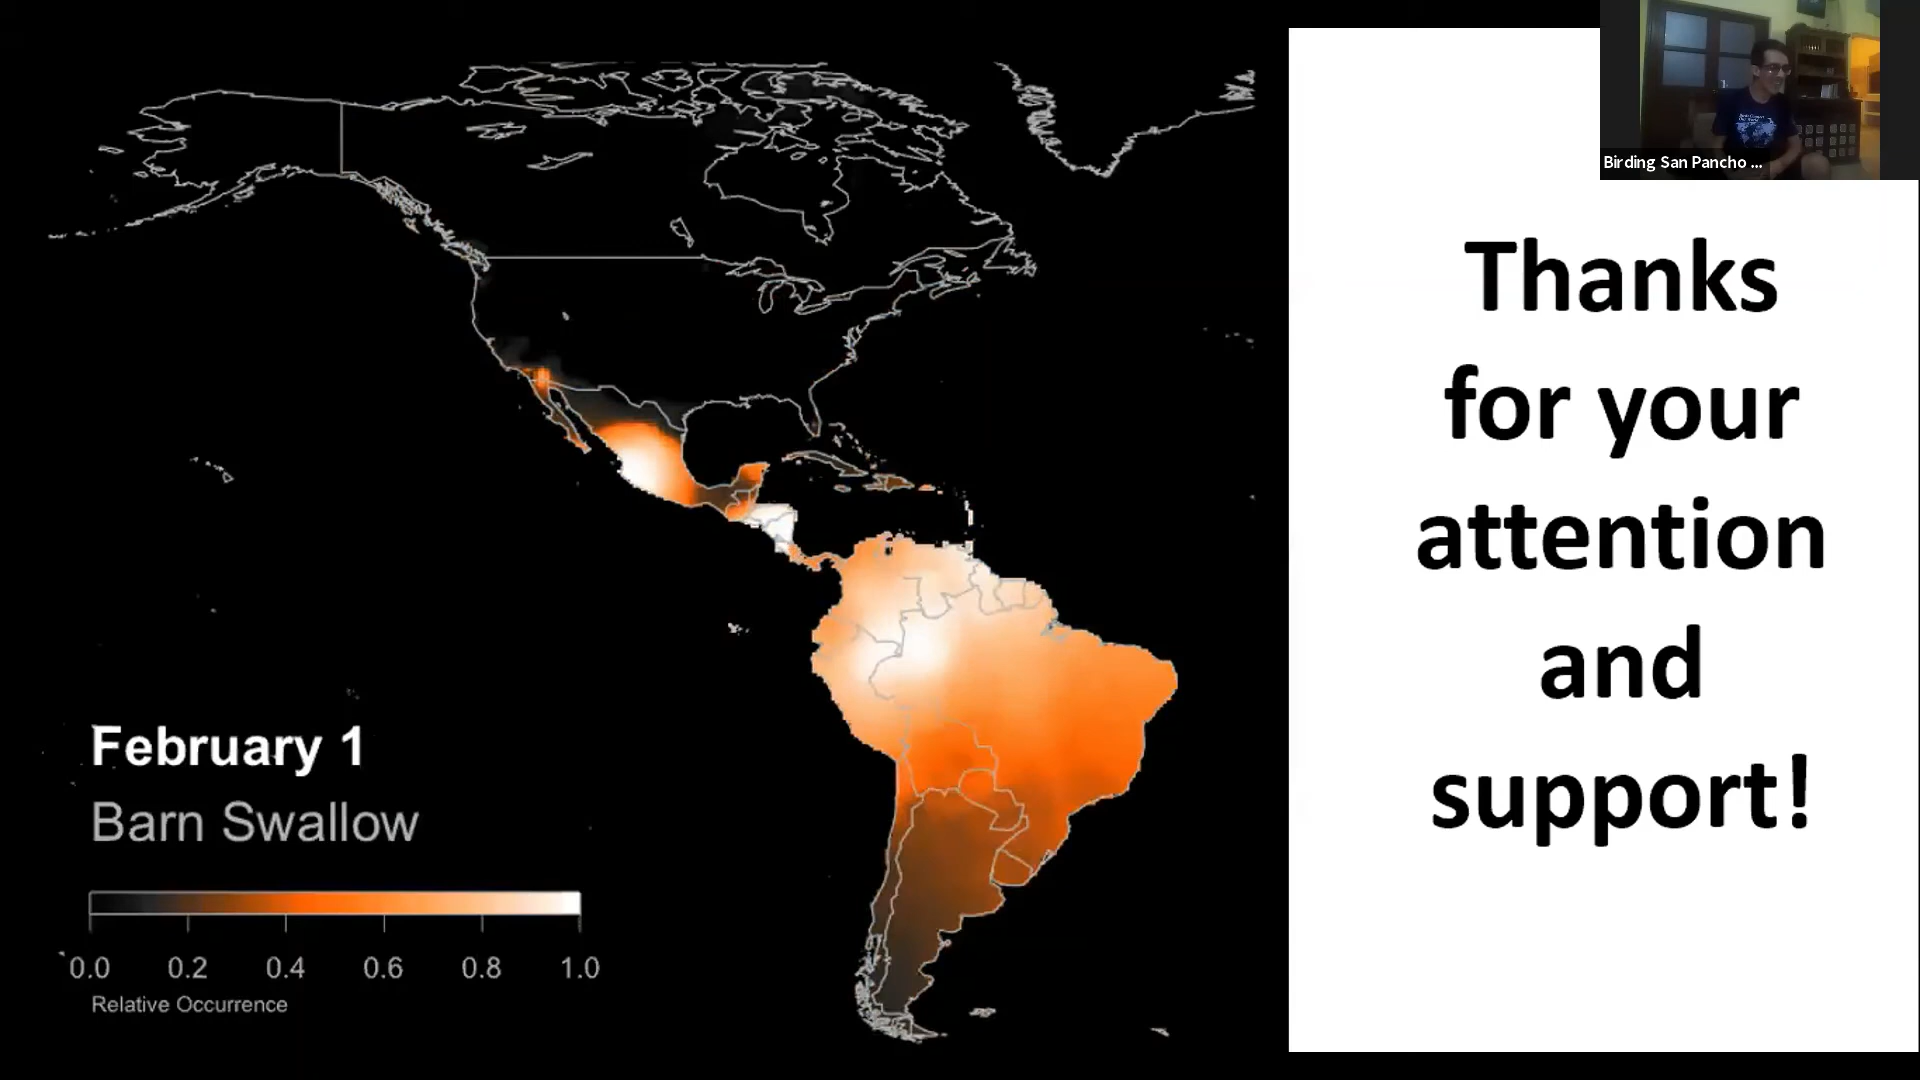 Birding San Pancho ...
Thanks
for your
attention
and
support!
February 1
Barn Swallow
0.0 0.2 0.4 0.6 0.8 1.0
Relative Occurrence